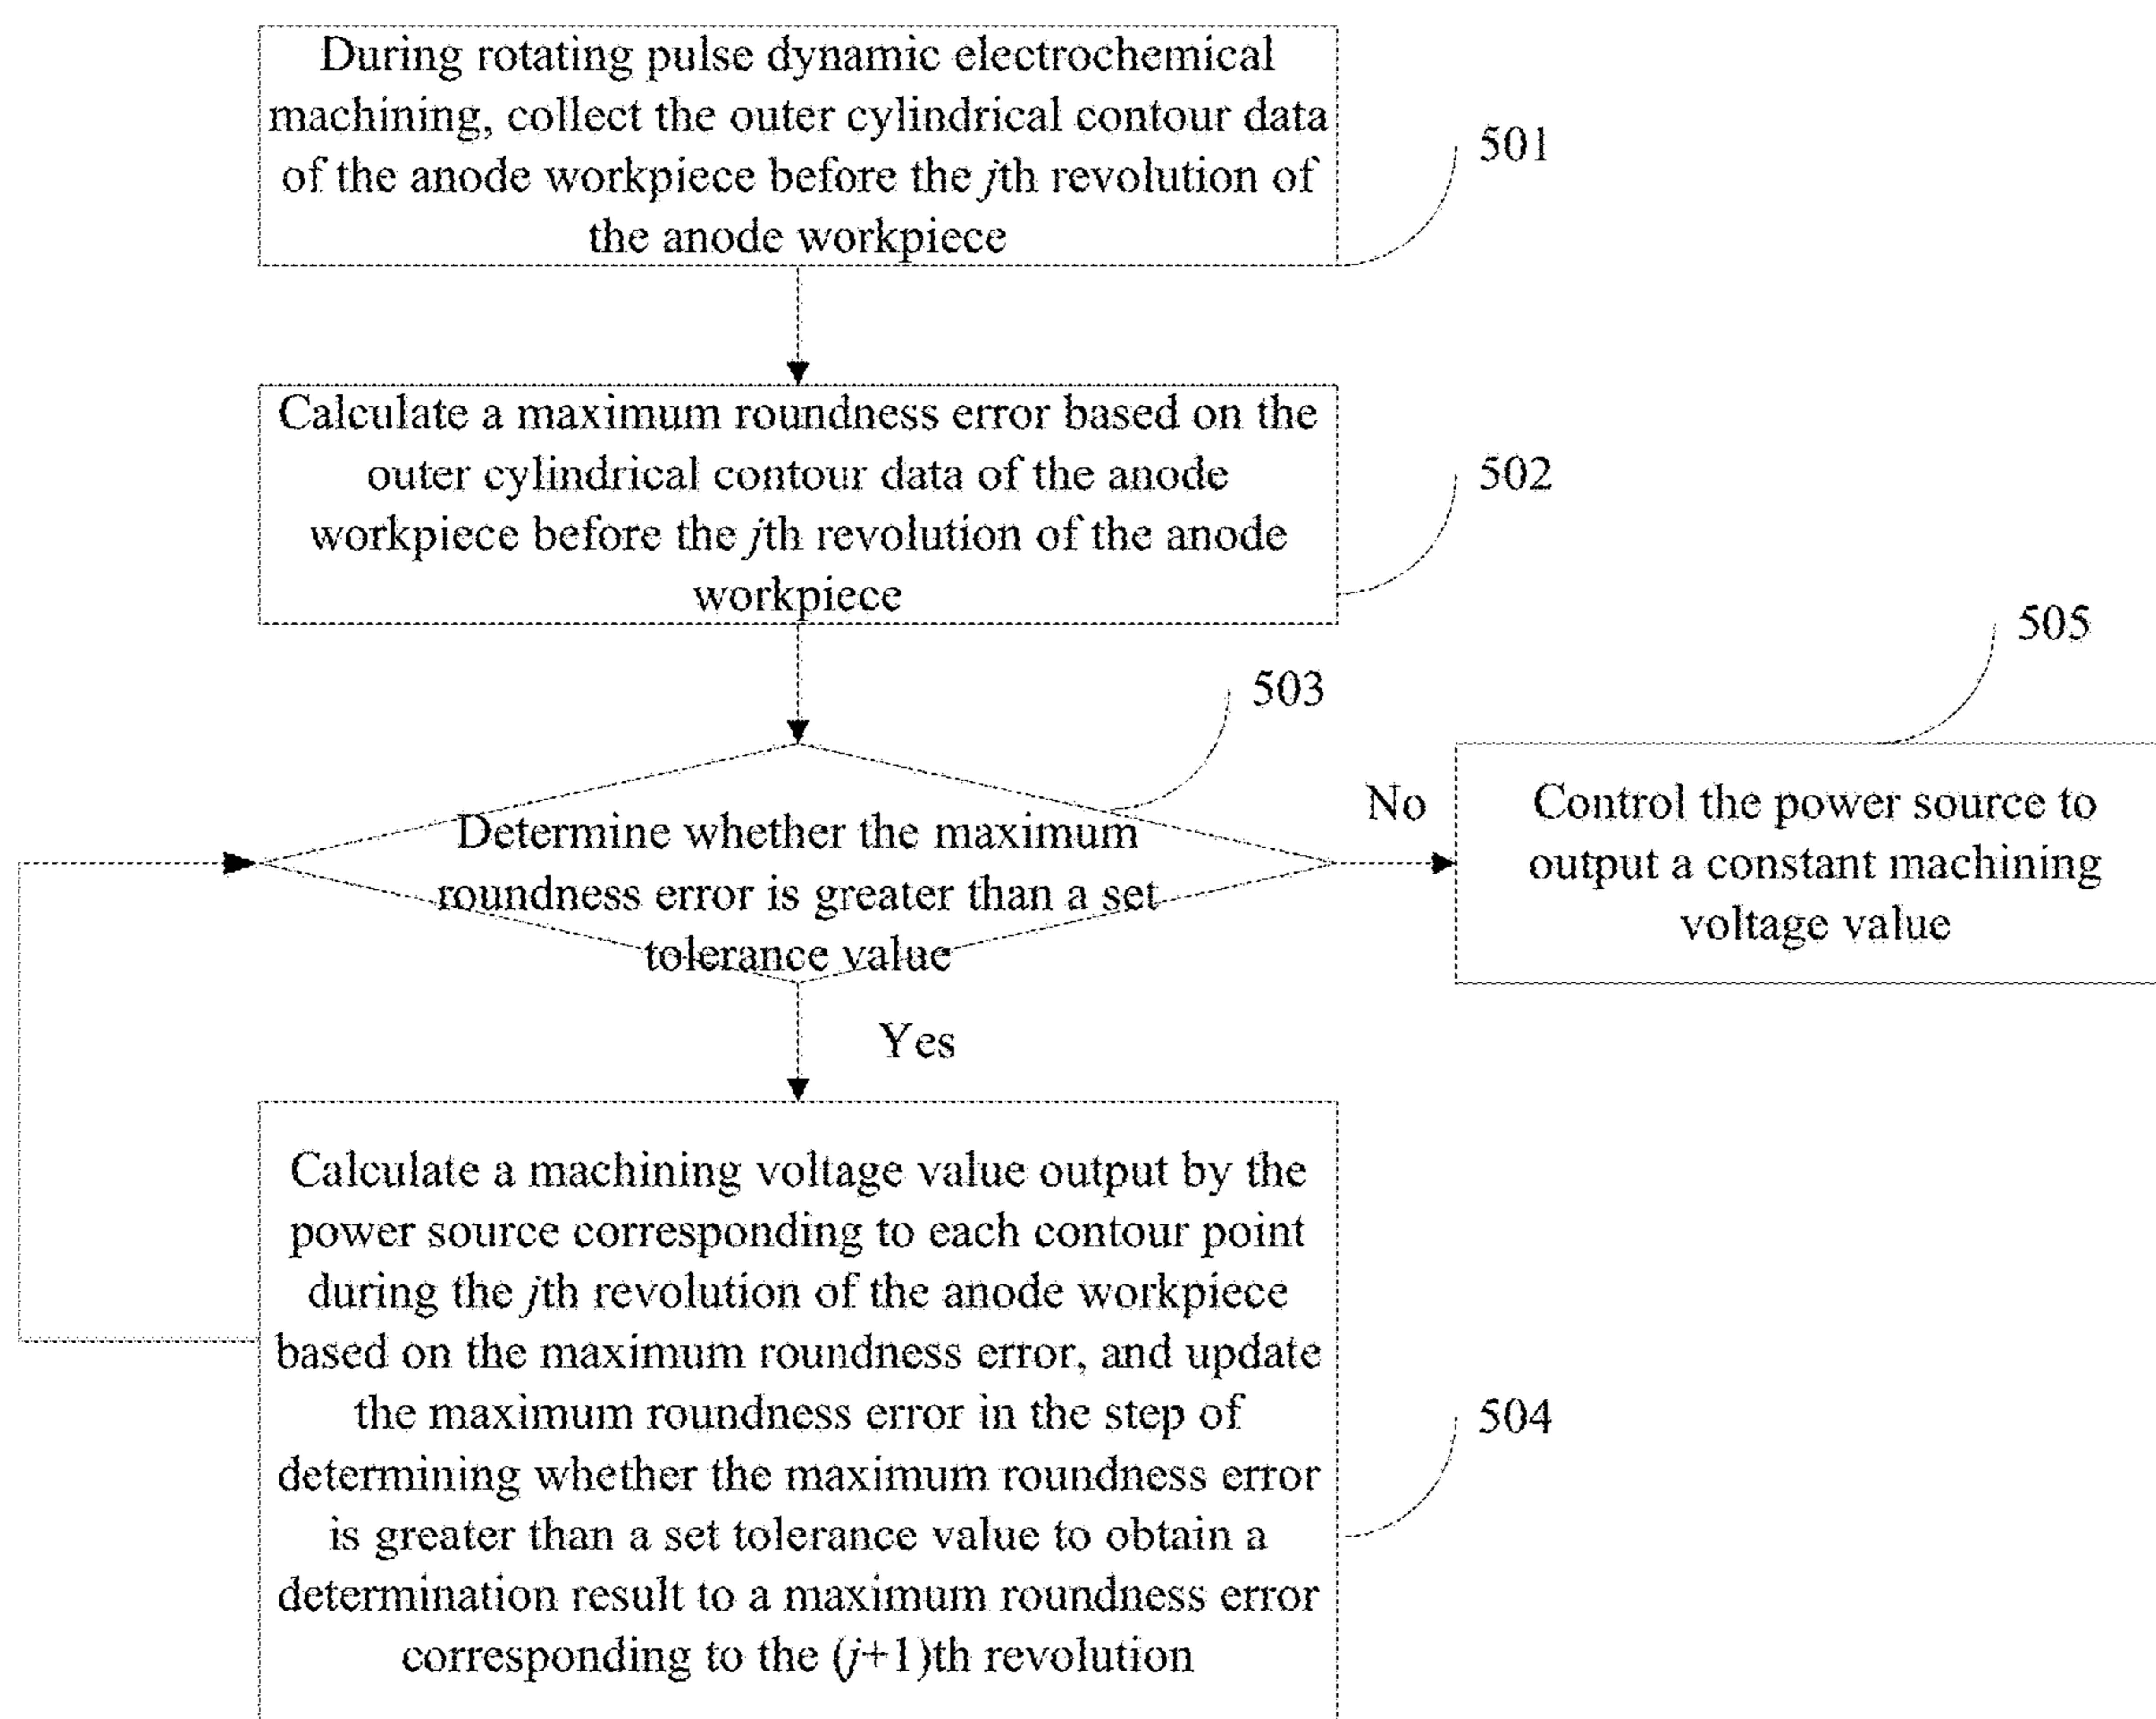 During rotating pulse dynamic electrochemical
machining, collect the outer cylindrical contour data
of the anode workpiece before the jth revolution of
the anode workpiece
501
Calculate a maximum roundness error based on the
outer cylindrical contour data of the anode
workpiece before the jth revolution of the anode
workpiece
502
503
Determine whether the maximum
roundness error is greater than a set
tolerance value
No
505
Control the power source to
output a constant machining
voltage value
Yes
Calculate a machining voltage value output by the
power source corresponding to each contour point
during the jth revolution of the anode workpiece
based on the maximum roundness error, and update
the maximum roundness error in the step of
determining whether the maximum roundness error
is greater than a set tolerance value to obtain a
determination result to a maximum roundness error
corresponding to the (j+1)th revolution
504